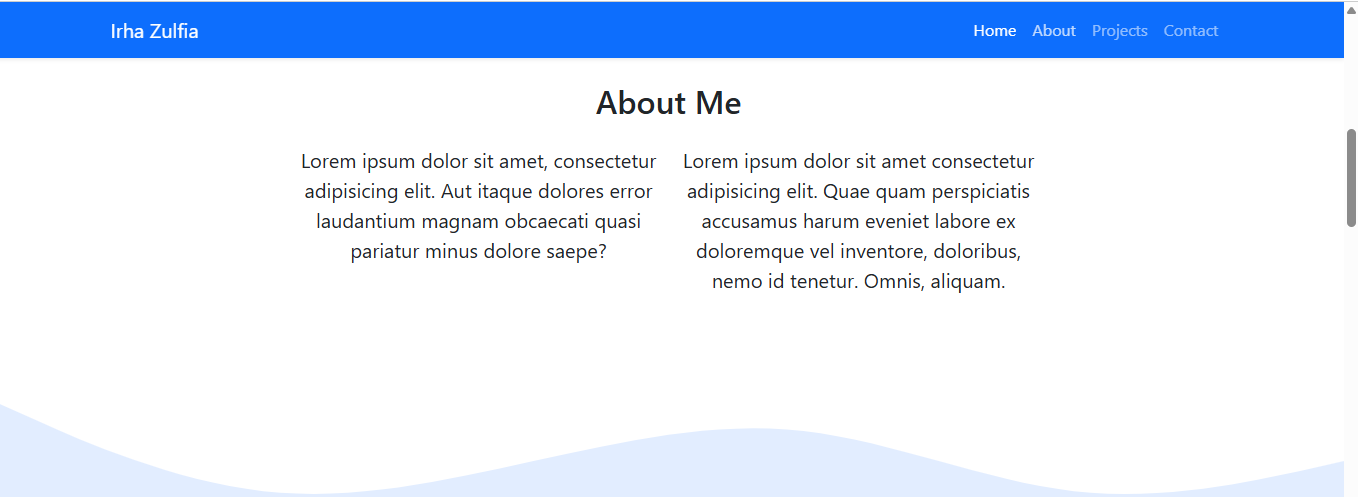 Irha Zulfia
Home About Projects Contact
About Me
Lorem ipsum dolor sit amet, consectetur
adipisicing elit. Aut itaque dolores error
laudantium magnam obcaecati quasi
pariatur minus dolore saepe?
Lorem ipsum dolor sit amet consectetur
adipisicing elit. Quae quam perspiciatis
accusamus harum eveniet labore ex
doloremque vel inventore, doloribus,
nemo id tenetur. Omnis, aliquam.